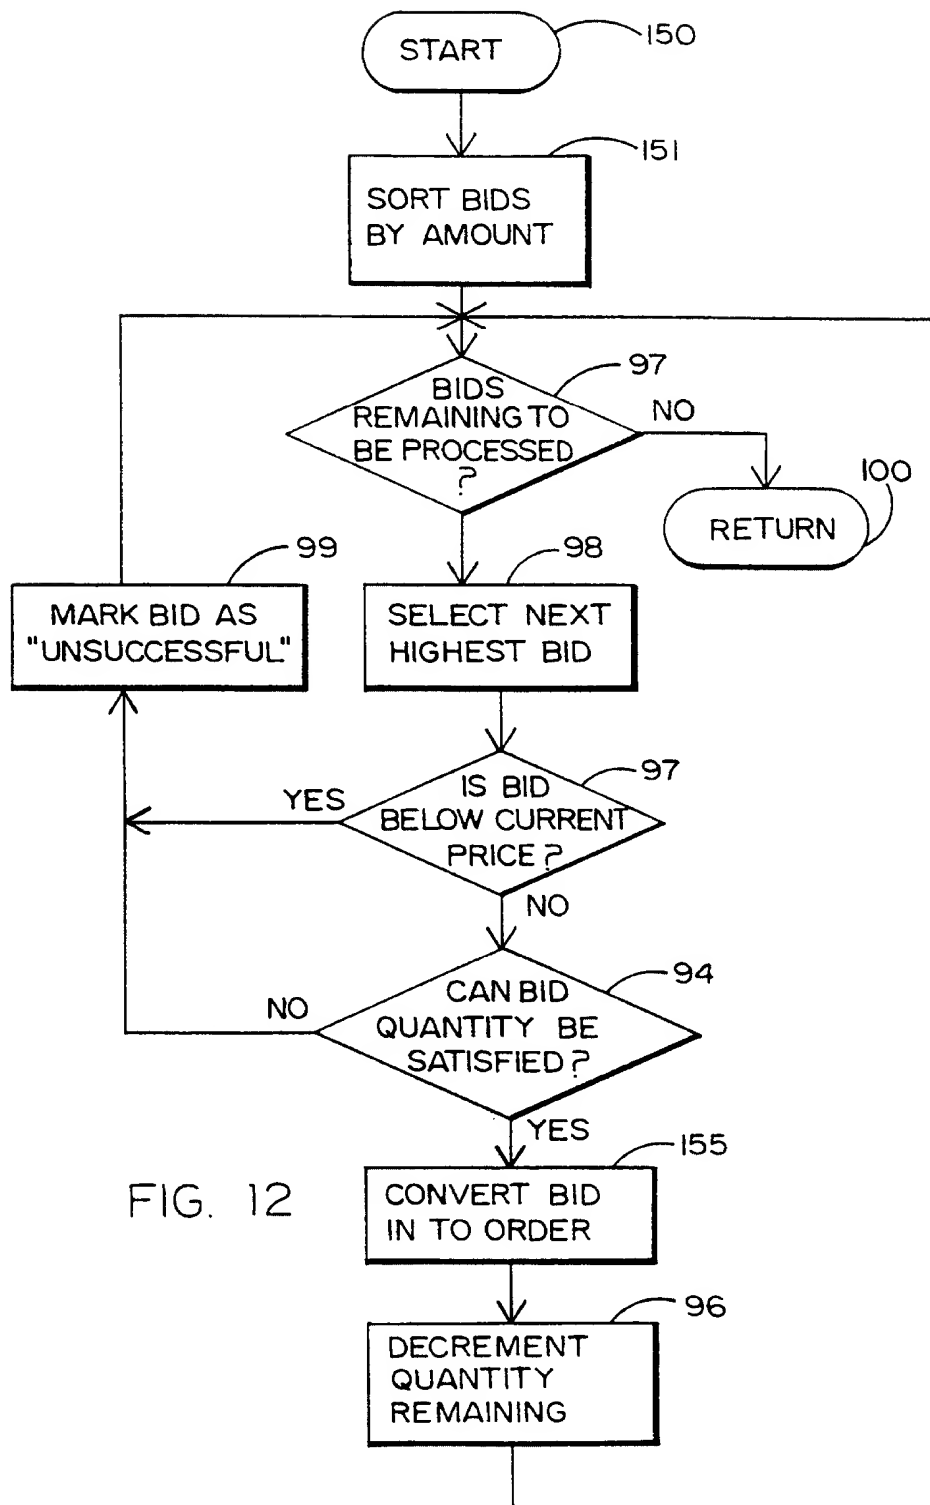 START
150
151
SORT BIDS
BY AMOUNT
97
BIDS
REMAINING TO
BE PROCESSED
?
NO
100
RETURN
99
MARK BID AS
"UNSUCCESSFUL"
98
SELECT NEXT
HIGHEST BID
97
IS BID
BELOW CURRENT
PRICE?
YES
NO
94
CAN BID
QUANTITY BE
SATISFIED?
NO
YES
155
CONVERT BID
IN TO ORDER
FIG. 12
96
DECREMENT
QUANTITY
REMAINING